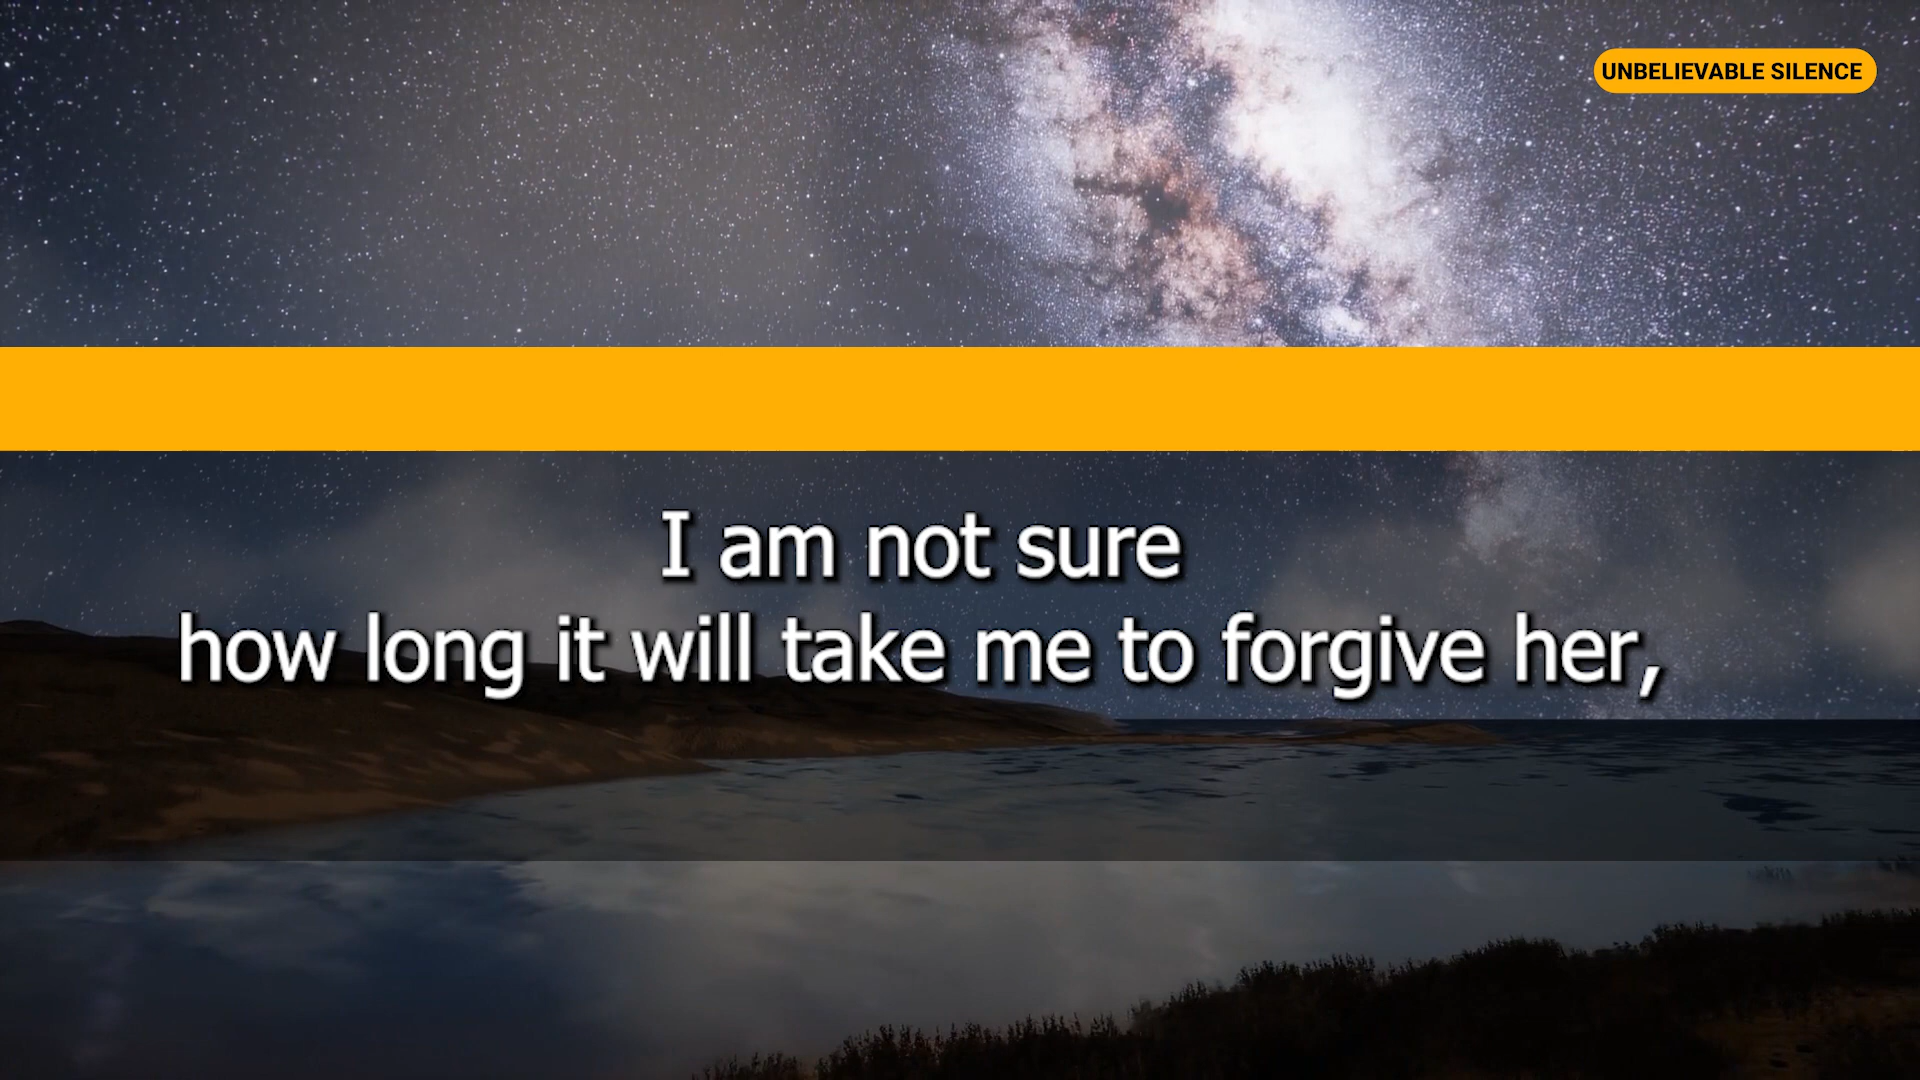 UNBELIEVABLE SILENCE
I am not sure
how long it will take me to forgive her,